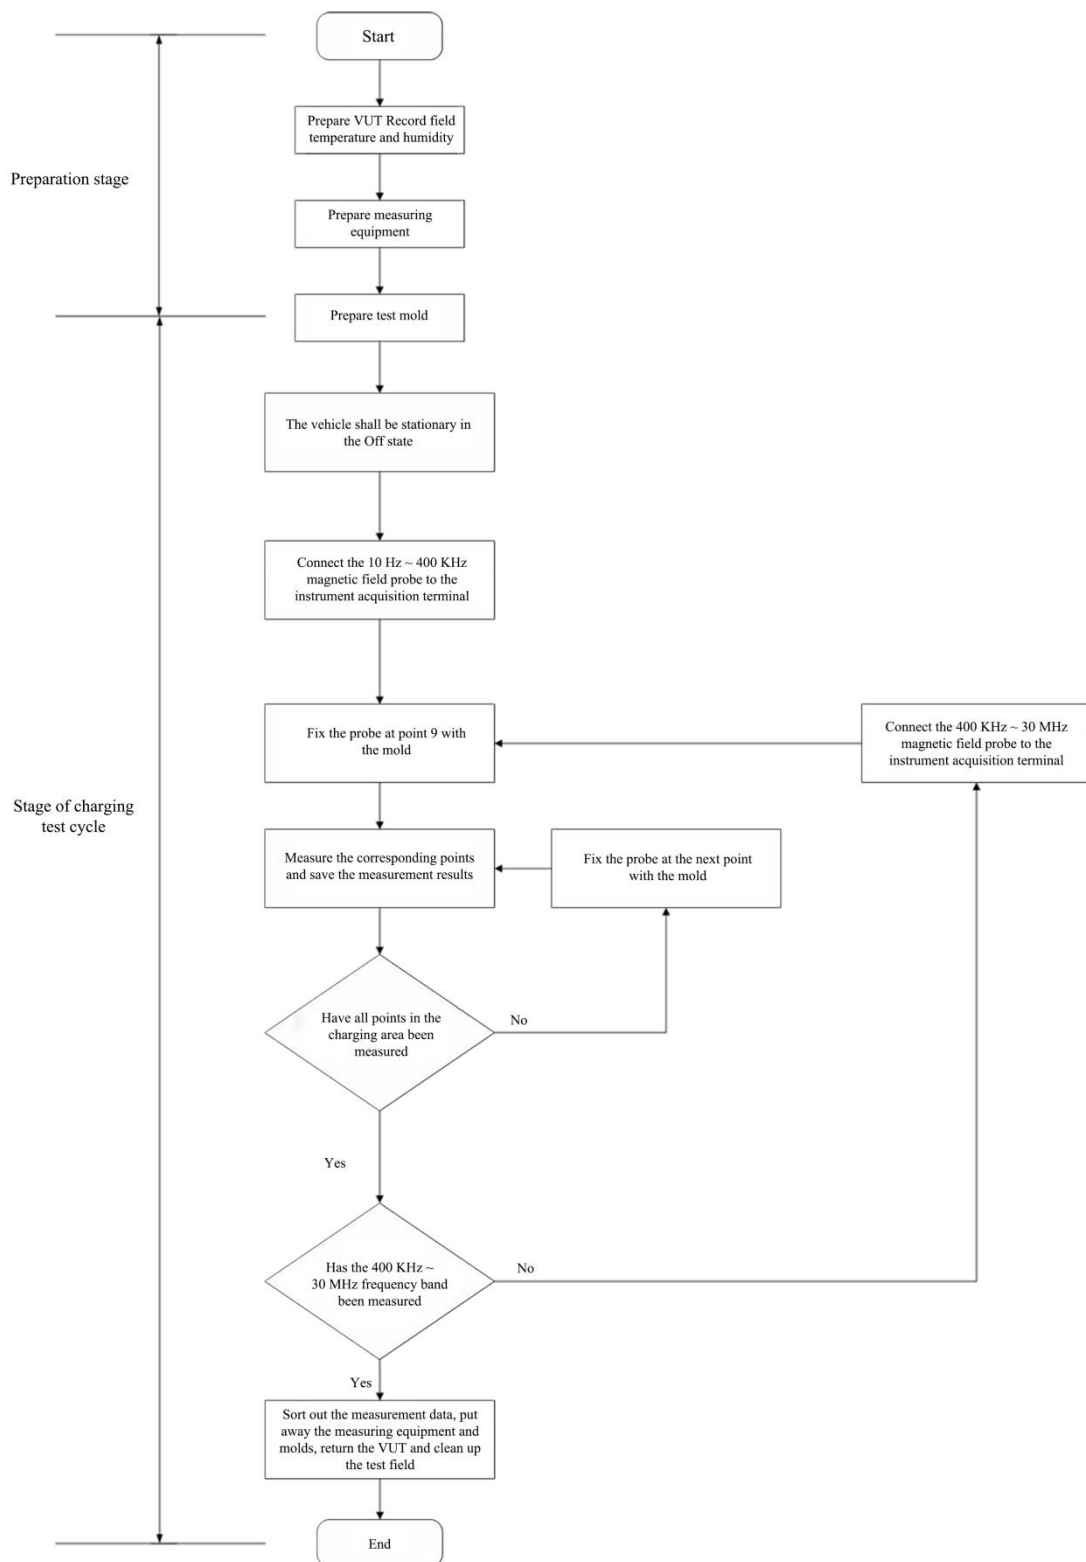 Start
Prepare VUT Record field
temperature and humidity
Preparation stage
Prepare measuring
equipment
Prepare test mold
The vehicle shall be stationary in
the Off state
Connect the 10 Hz ~ 400 KHz
magnetic field probe to the
instrument acquisition terminal
Fix the probe at point 9 with
the mold
Connect the 400 KHz ~ 30 MHz
magnetic field probe to the
instrument acquisition terminal
Stage of charging
test cycle
Measure the corresponding points
and save the measurement results
Fix the probe at the next point
with the mold
Have all points in the
charging area been
measured
No
Yes
Has the 400 KHz ~
30 MHz frequency band
been measured
No
Yes
Sort out the measurement data, put
away the measuring equipment and
molds, return the VUT and clean up
the test field
End